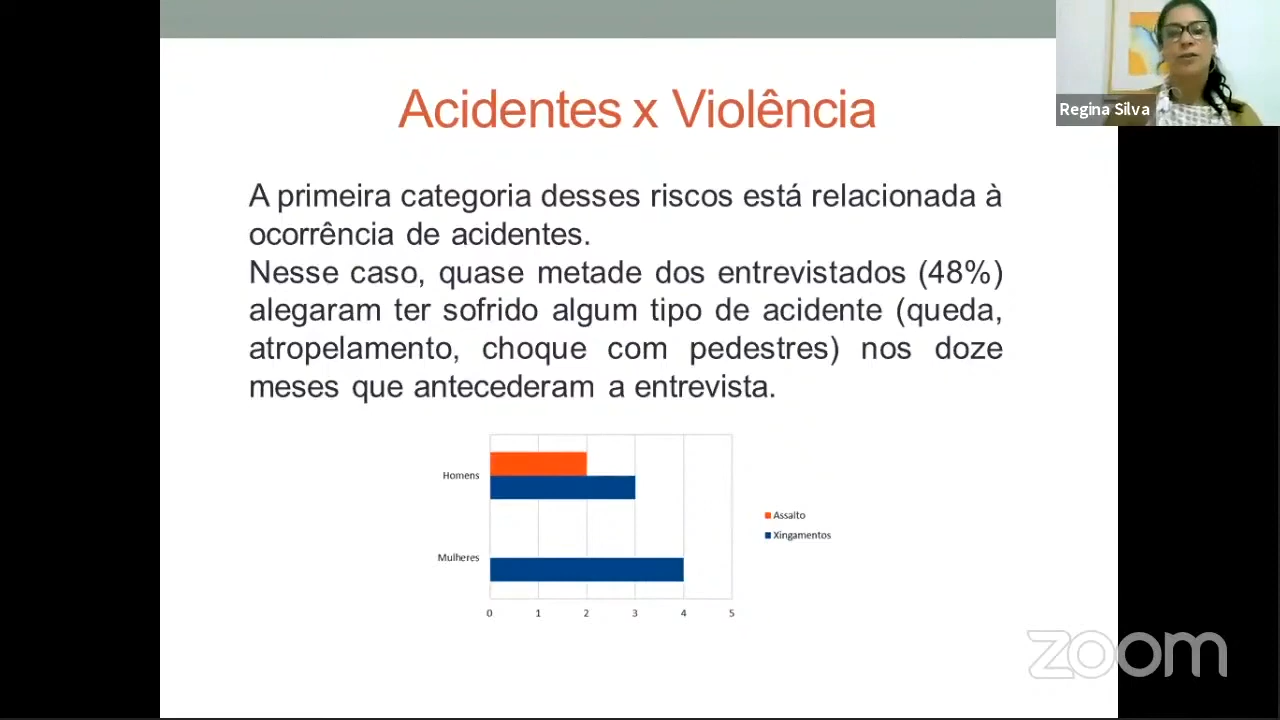 Regina Silva
Acidentes x Violência
A primeira categoria desses riscos está relacionada à
ocorrência de acidentes.
Nesse caso, quase metade dos entrevistados (48%)
alegaram ter sofrido algum tipo de acidente (queda,
atropelamento, choque com pedestres) nos doze
meses que antecederam a entrevista.
Homens
Mulheres
Assalto
Xingamentos
0 1 2 3 4 5
zoom